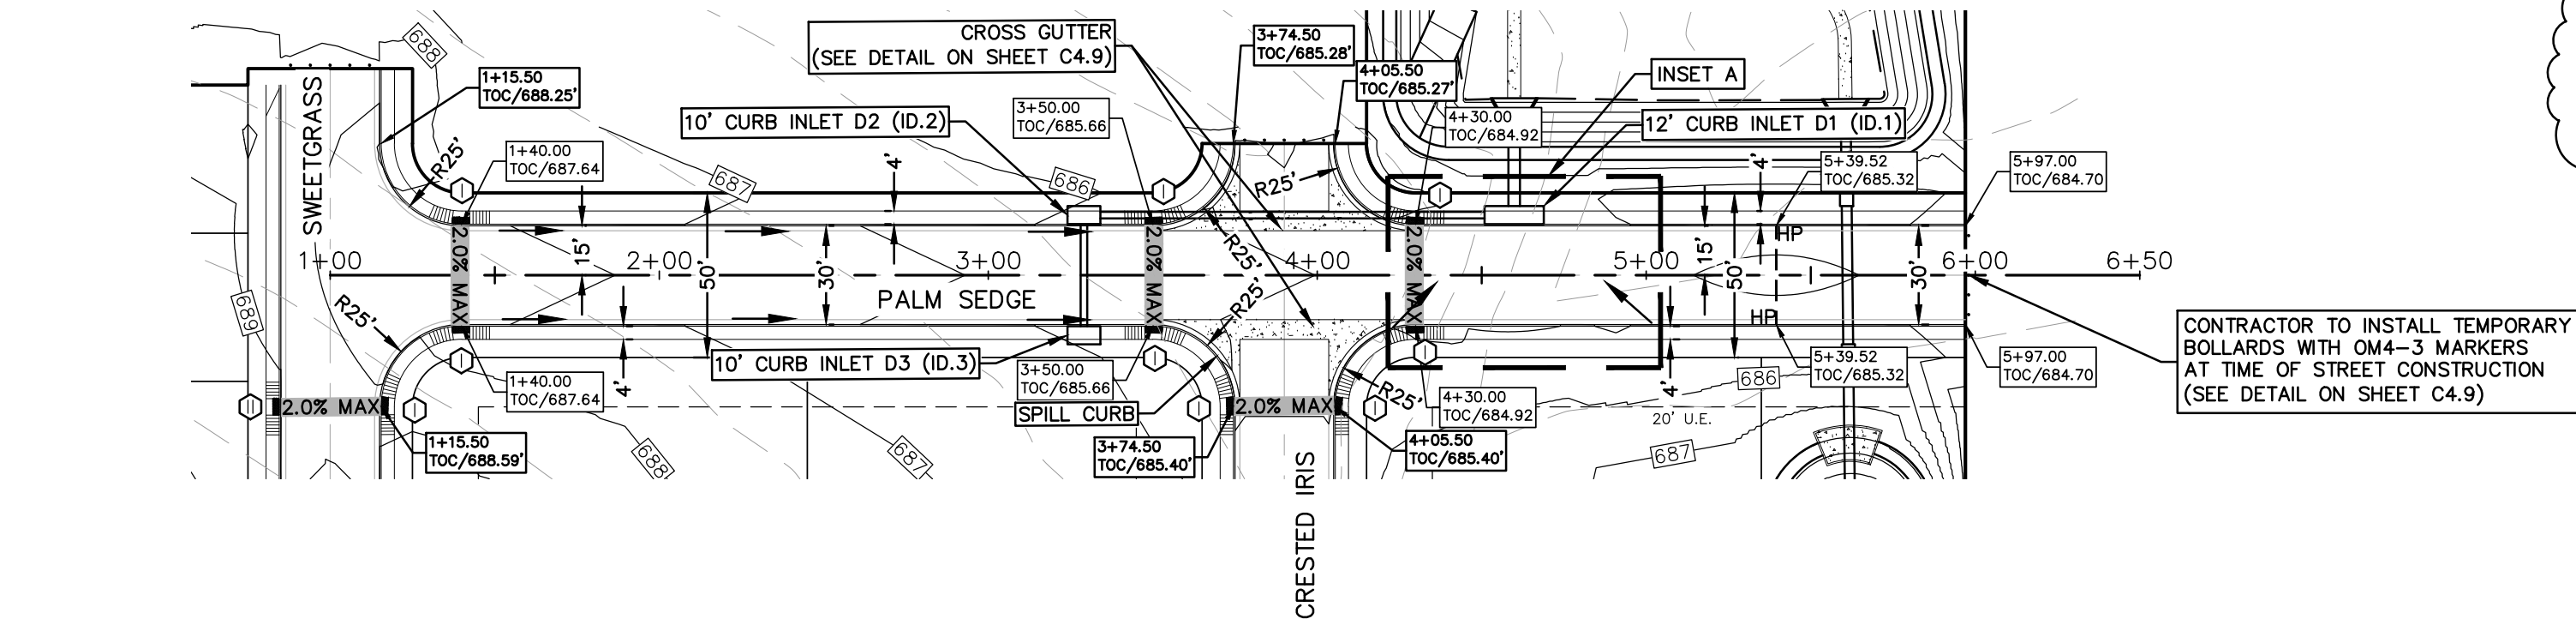 688
CROSS GUTTER
(SEE DETAIL ON SHEET C4.9)
3+74.50
TOC/685.28'
1+15.50
TOC/688.25'
4+05.50
TOC/685.27'
INSET A
10' CURB INLET D2 (ID.2)
3+50.00
TOC/685.66
4+30.00
TOC/684.92
12' CURB INLET D1 (ID.1)
SWEETGRASS
R25'
1+40.00
TOC/687.64
4'
687
686
R25'
4'
5+39.52
TOC/685.32
5+97.00
TOC/684.70
2.0% MAX
15'
50'
30'
2.0% MAX
R25'
2.0% MAX
15'
50'
HP
30'
1+00
2+00
3+00
4+00
5+00
6+00
6+50
PALM SEDGE
R25'
R25'
689
HP
CONTRACTOR TO INSTALL TEMPORARY
BOLLARDS WITH OM4-3 MARKERS
AT TIME OF STREET CONSTRUCTION
(SEE DETAIL ON SHEET C4.9)
10' CURB INLET D3 (ID.3)
1+40.00
TOC/687.64
4'
3+50.00
TOC/685.66
R25'
4'
686
5+39.52
TOC/685.32
5+97.00
TOC/684.70
2.0% MAX
SPILL CURB
2.0% MAX
4+30.00
TOC/684.92
20' U.E.
1+15.50
TOC/688.59'
688
687
3+74.50
TOC/685.40'
4+05.50
TOC/685.40'
687
CRESTED IRIS